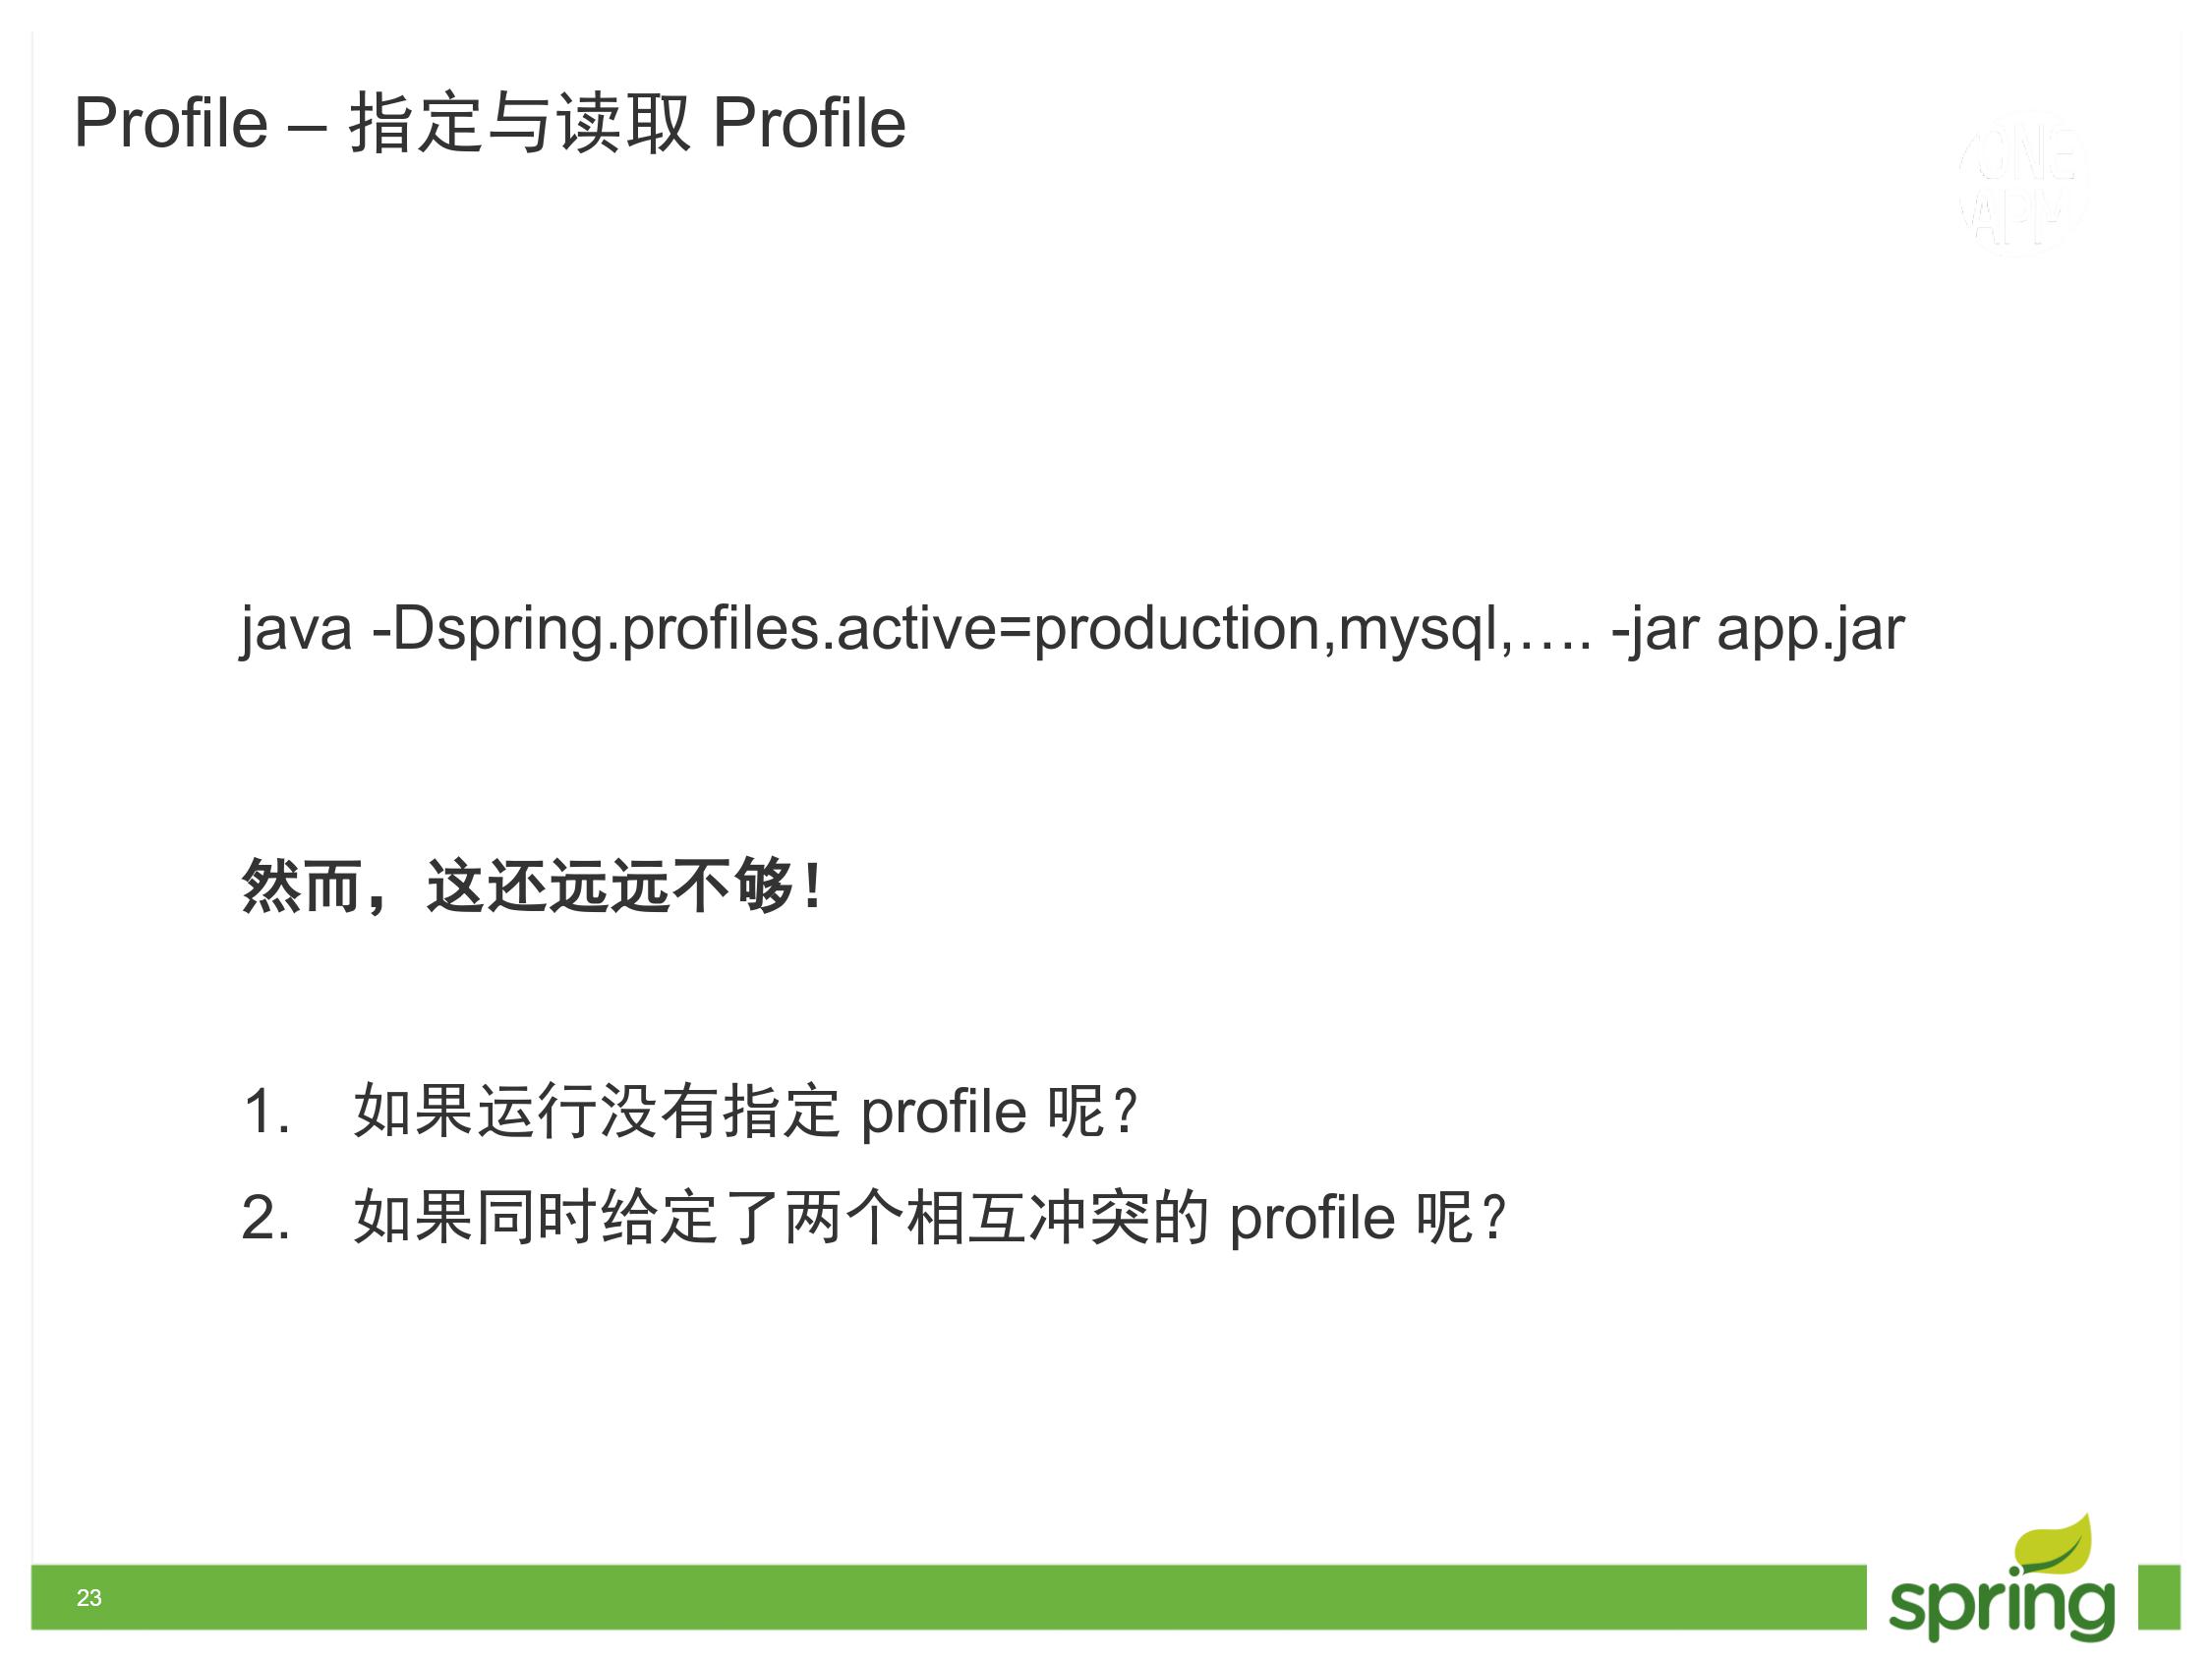 Profile – 指定与读取 Profile
ONE
APM
java -Dspring.profiles.active=production,mysql,….. -jar app.jar
然而，这还远远不够！
1. 如果运行没有指定 profile 呢？
2. 如果同时给定了两个相互冲突的 profile 呢？
23
spring